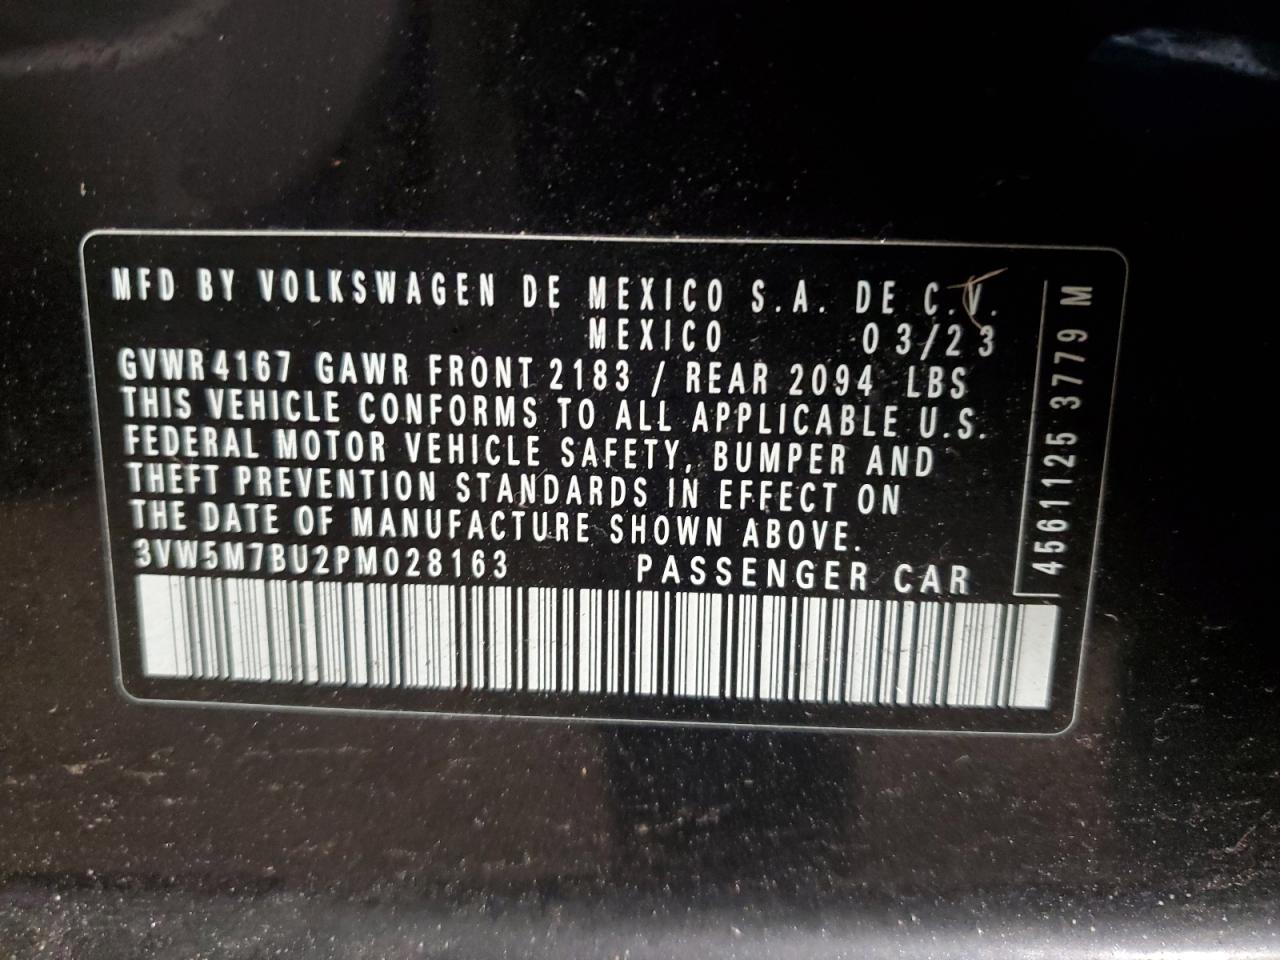 MFD BY VOLKSWAGEN DE MEXICO S.A. DE C.V.
MEXICO 03/23
GVWR 4167 GAWR FRONT 2183 / REAR 2094 LBS
THIS VEHICLE CONFORMS TO ALL APPLICABLE U.S.
FEDERAL MOTOR VEHICLE SAFETY, BUMPER AND
THEFT PREVENTION STANDARDS IN EFFECT ON
THE DATE OF MANUFACTURE SHOWN ABOVE.
3VW5M7BU2PM028163 PASSENGER CAR
4561125 3779 M